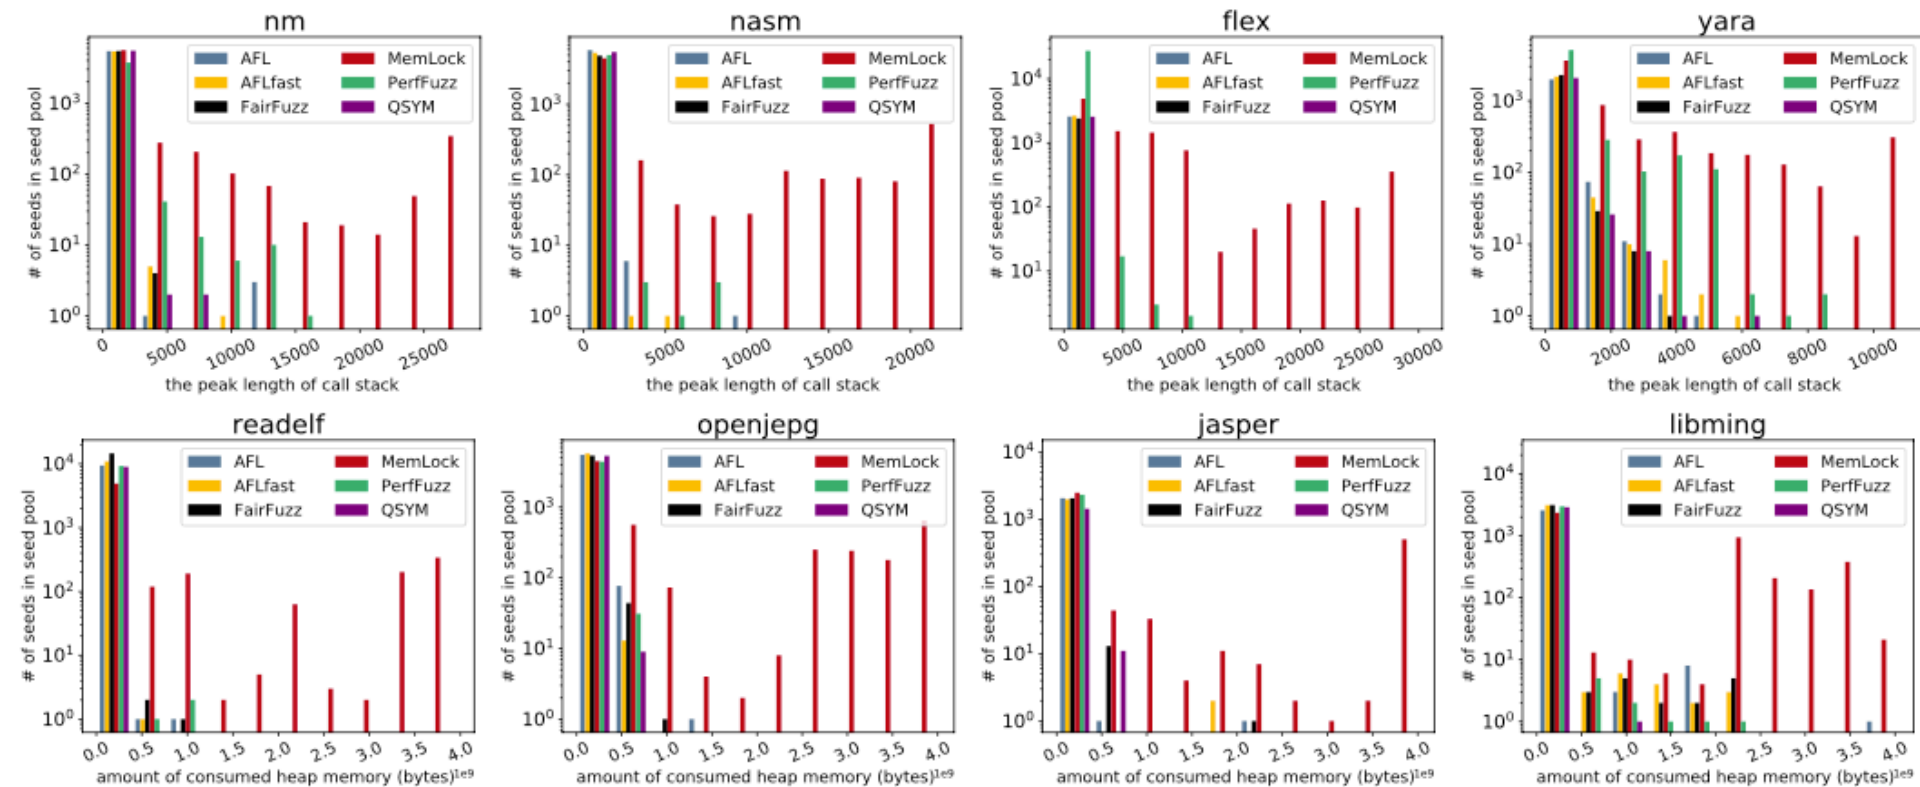 nm
# of seeds in seed pool
10³
10²
10¹
10⁰
AFL
AFLfast
FairFuzz
MemLock
PerfFuzz
QSYM
0 5000 10000 15000 20000 25000
the peak length of call stack
nasm
# of seeds in seed pool
10³
10²
10¹
10⁰
AFL
AFLfast
FairFuzz
MemLock
PerfFuzz
QSYM
0 5000 10000 15000 20000
the peak length of call stack
flex
# of seeds in seed pool
10⁴
10³
10²
10¹
AFL
AFLfast
FairFuzz
MemLock
PerfFuzz
QSYM
0 5000 10000 15000 20000 25000 30000
the peak length of call stack
yara
# of seeds in seed pool
10³
10²
10¹
10⁰
AFL
AFLfast
FairFuzz
MemLock
PerfFuzz
QSYM
0 2000 4000 6000 8000 10000
the peak length of call stack
readelf
# of seeds in seed pool
10⁴
10³
10²
10¹
10⁰
AFL
AFLfast
FairFuzz
MemLock
PerfFuzz
QSYM
0.0 0.5 1.0 1.5 2.0 2.5 3.0 3.5 4.0
amount of consumed heap memory (bytes) 1e9
openjepg
# of seeds in seed pool
10³
10²
10¹
10⁰
AFL
AFLfast
FairFuzz
MemLock
PerfFuzz
QSYM
0.0 0.5 1.0 1.5 2.0 2.5 3.0 3.5 4.0
amount of consumed heap memory (bytes) 1e9
jasper
# of seeds in seed pool
10⁴
10³
10²
10¹
10⁰
AFL
AFLfast
FairFuzz
MemLock
PerfFuzz
QSYM
0.0 0.5 1.0 1.5 2.0 2.5 3.0 3.5 4.0
amount of consumed heap memory (bytes) 1e9
libming
# of seeds in seed pool
10⁴
10³
10²
10¹
10⁰
AFL
AFLfast
FairFuzz
MemLock
PerfFuzz
QSYM
0.0 0.5 1.0 1.5 2.0 2.5 3.0 3.5 4.0
amount of consumed heap memory (bytes) 1e9